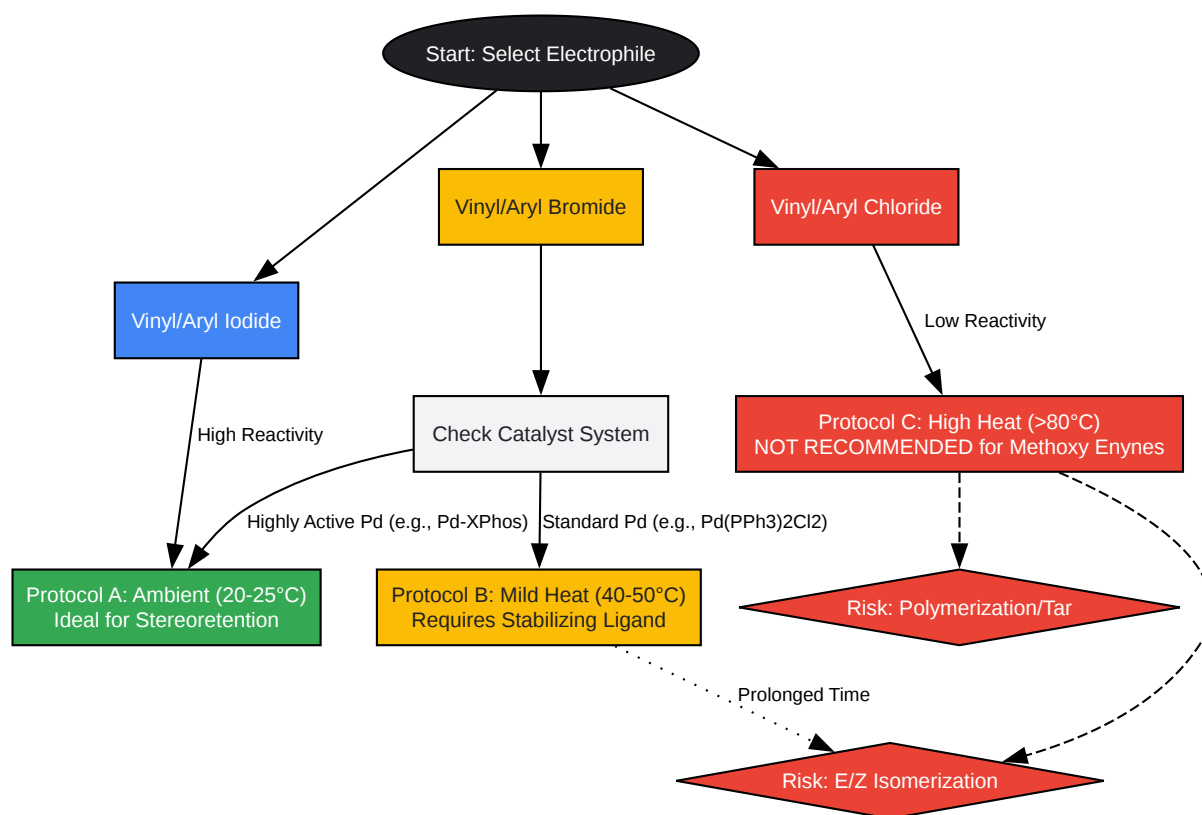 Start: Select Electrophile
Vinyl/Aryl Bromide
Vinyl/Aryl Chloride
Vinyl/Aryl Iodide
Low Reactivity
High Reactivity
Check Catalyst System
Protocol C: High Heat (>80°C)
NOT RECOMMENDED for Methoxy Enynes
Highly Active Pd (e.g., Pd-XPhos)
Standard Pd (e.g., Pd(PPh3)2Cl2)
Protocol A: Ambient (20-25°C)
Ideal for Stereoretention
Protocol B: Mild Heat (40-50°C)
Requires Stabilizing Ligand
Risk: Polymerization/Tar
Prolonged Time
Risk: E/Z Isomerization